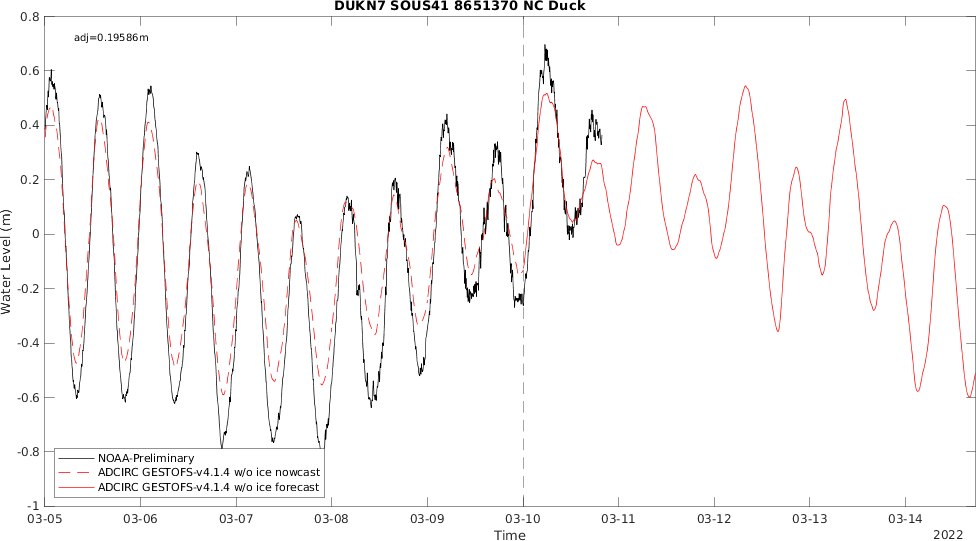 DUKN7 SOUS41 8651370 NC Duck
adj=0.19586m
0.8
0.6
0.4
0.2
0
-0.2
-0.4
-0.6
-0.8
-1
Water Level (m)
NOAA-Preliminary
ADCIRC GESTOFS-v4.1.4 w/o ice nowcast
ADCIRC GESTOFS-v4.1.4 w/o ice forecast
03-05 03-06 03-07 03-08 03-09 03-10 03-11 03-12 03-13 03-14
Time
2022